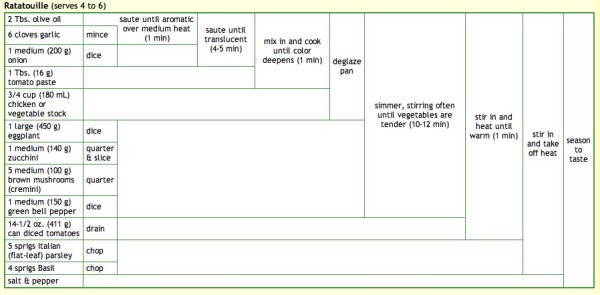 Ratatouille (serves 4 to 6)
2 Tbs. olive oil
6 cloves garlic
mince
saute until aromatic
over medium heat
(1 min)
1 medium (200 g)
onion
dice
saute until
translucent
(4-5 min)
1 Tbs. (16 g)
tomato paste
mix in and cook
until color
deepens (1 min)
3/4 cup (180 mL)
chicken or
vegetable stock
deglaze
pan
1 large (450 g)
eggplant
dice
1 medium (140 g)
zucchini
quarter
& slice
5 medium (100 g)
brown mushrooms
(cremini)
quarter
1 medium (150 g)
green bell pepper
dice
simmer, stirring often
until vegetables are
tender (10-12 min)
14-1/2 oz. (411 g)
can diced tomatoes
drain
stir in and
heat until
warm (1 min)
5 sprigs Italian
(flat-leaf) parsley
chop
4 sprigs Basil
chop
stir in
and take
off heat
salt & pepper
season
to
taste